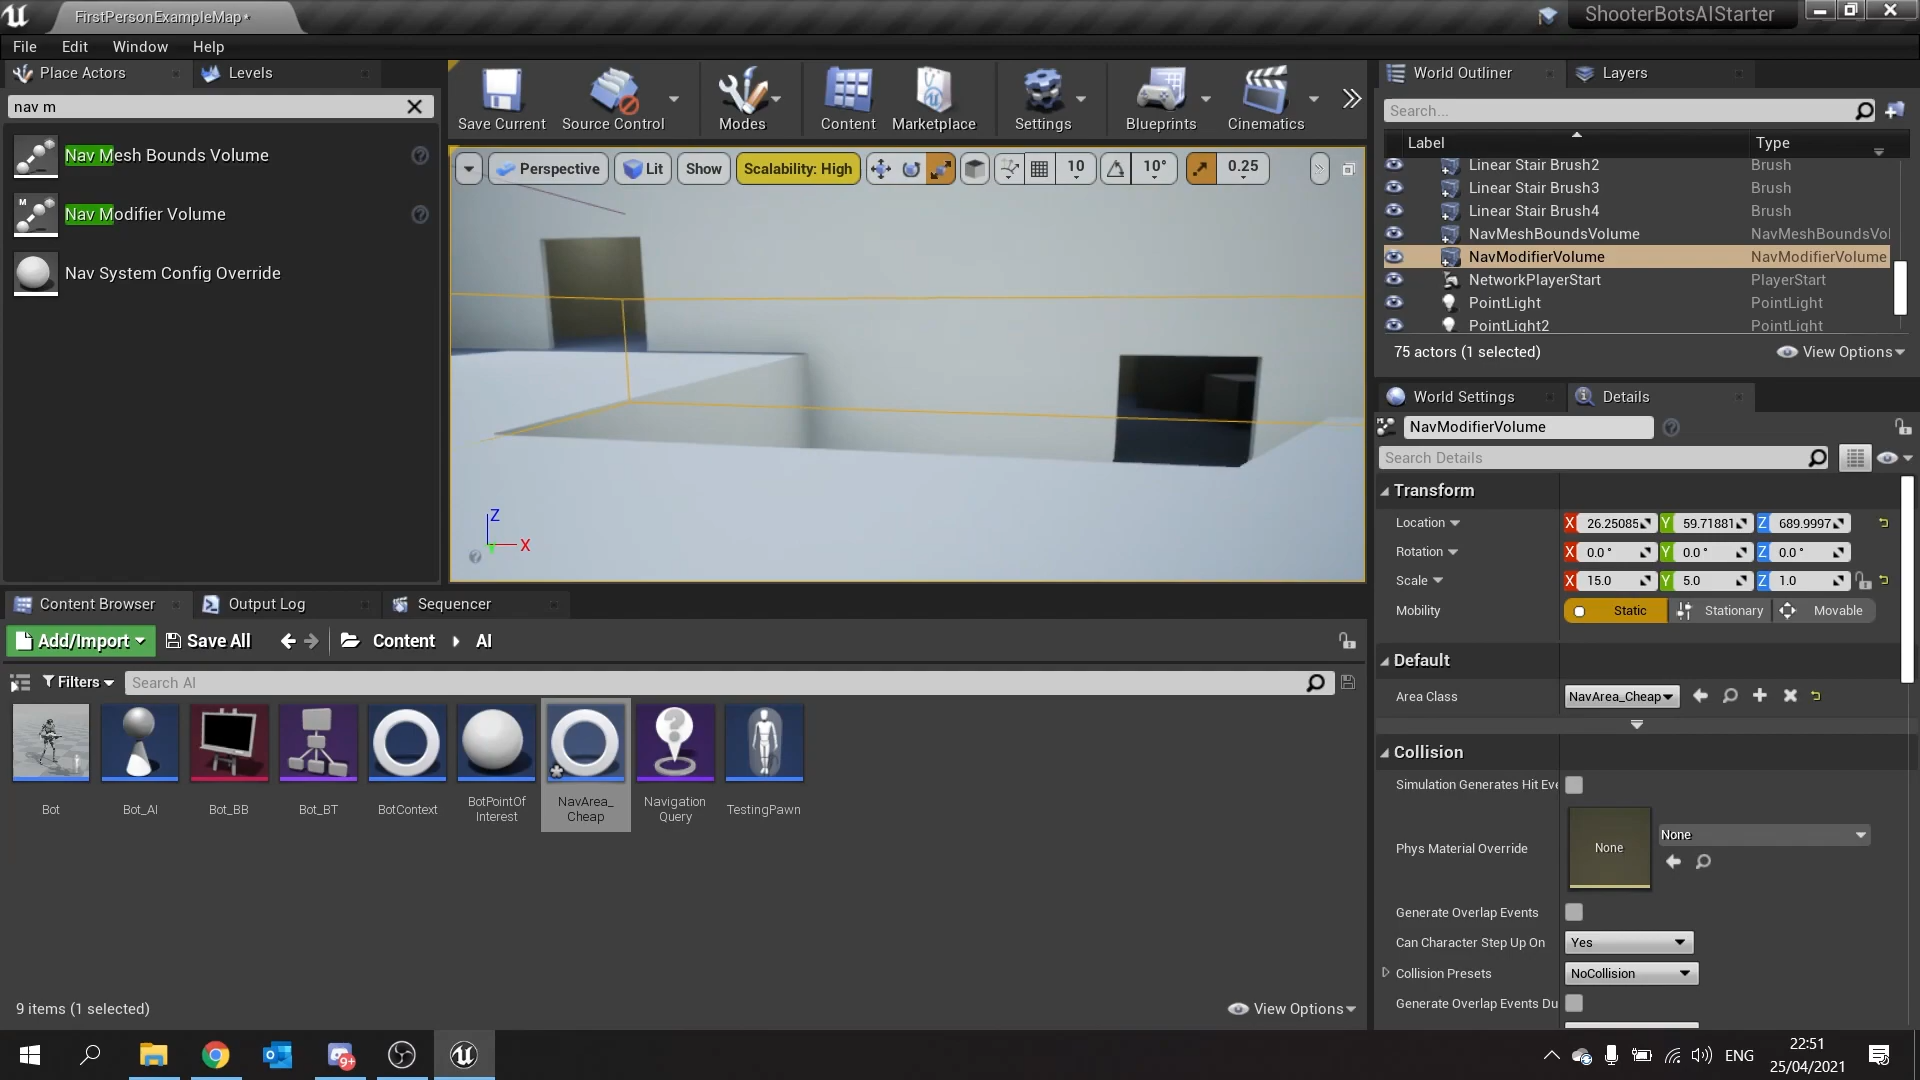 FirstPersonExampleMap*
ShooterBotsAIStarter
File Edit Window Help
Place Actors
Levels
nav m
Nav Mesh Bounds Volume
Nav Modifier Volume
Nav System Config Override
Save Current
Source Control
Modes
Content
Marketplace
Settings
Blueprints
Cinematics
Perspective
Lit
Show
Scalability: High
10
10°
0.25
Z
X
World Outliner
Layers
Search...
Label
Type
Linear Stair Brush2 Brush
Linear Stair Brush3 Brush
Linear Stair Brush4 Brush
NavMeshBoundsVolume NavMeshBoundsVol
NavModifierVolume NavModifierVolume
NetworkPlayerStart PlayerStart
PointLight PointLight
PointLight2 PointLight
75 actors (1 selected)
View Options
World Settings
Details
NavModifierVolume
Search Details
Transform
Location X 26.25085 Y 59.71881 Z 689.9997
Rotation X 0.0° Y 0.0° Z 0.0°
Scale X 15.0 Y 5.0 Z 1.0
Mobility Static Stationary Movable
Default
Area Class NavArea_Cheap
Collision
Simulation Generates Hit Eve
Phys Material Override
None
None
Generate Overlap Events
Can Character Step Up On Yes
Collision Presets NoCollision
Generate Overlap Events Du
Content Browser
Output Log
Sequencer
Add/Import
Save All
Content
AI
Filters
Search AI
Bot
Bot_AI
Bot_BB
Bot_BT
BotContext
BotPointOf
Interest
NavArea_
Cheap
Navigation
Query
TestingPawn
9 items (1 selected)
View Options
9+
ENG
22:51
25/04/2021